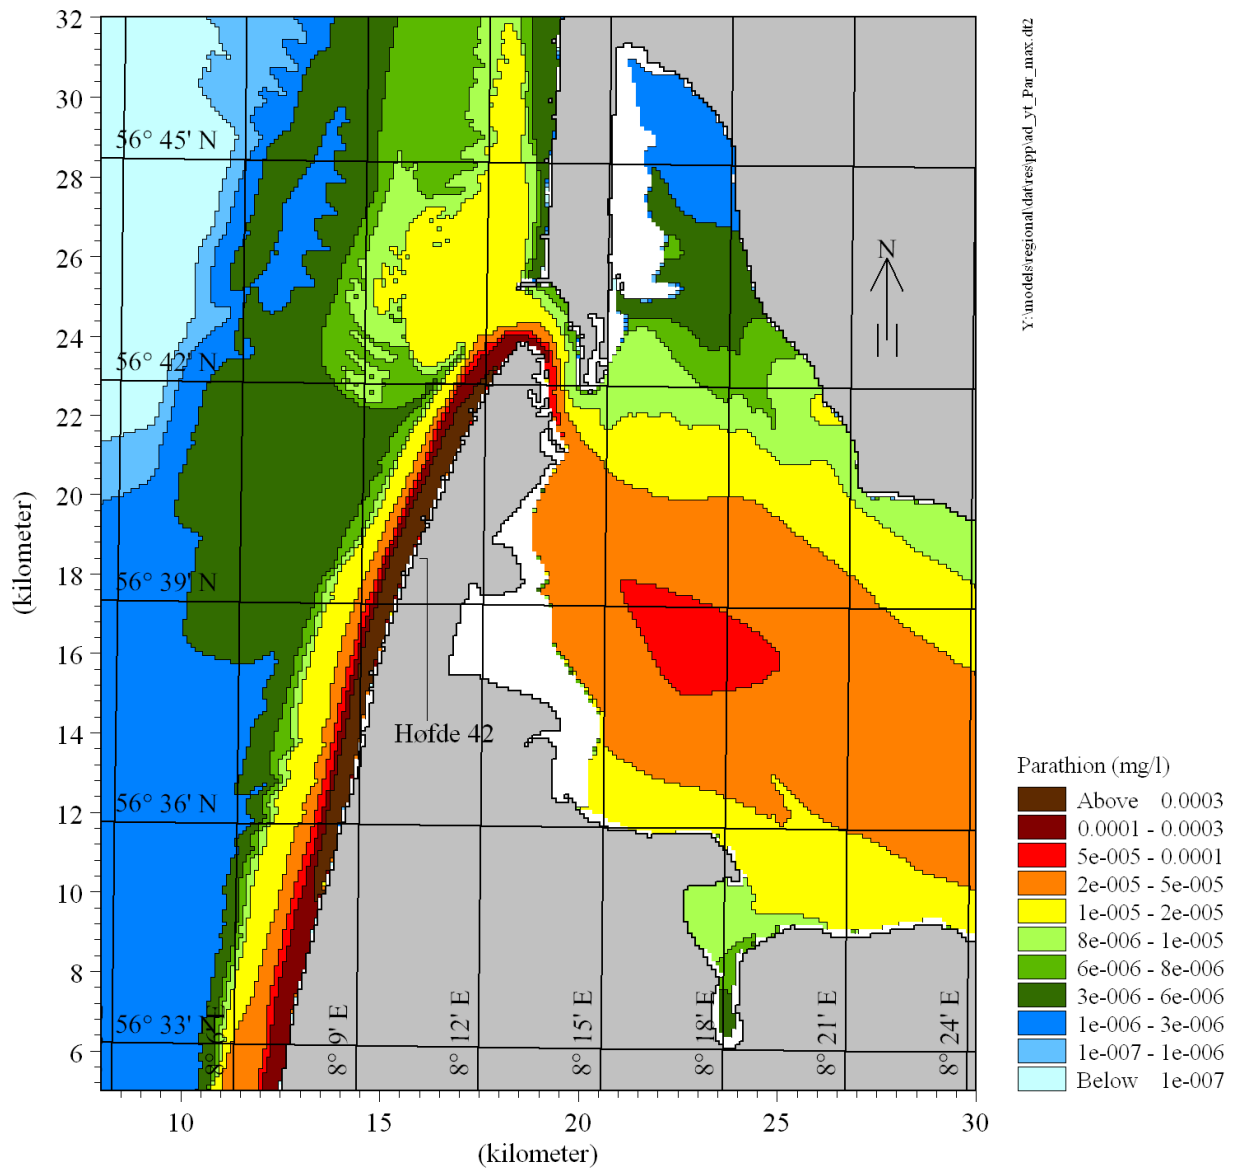 32
30
28
26
24
22
20
18
16
14
12
10
8
6
(kilometer)
10
15
20
25
30
(kilometer)
56° 45' N
56° 42' N
56° 39' N
56° 36' N
56° 33' N
8° 6' E
8° 9' E
8° 12' E
8° 15' E
8° 18' E
8° 21' E
8° 24' E
N
Høfde 42
Y:\models\regional\dat\res\pp\ad_yt_Par_max.dt2
Parathion (mg/l)
Above 0.0003
0.0001 - 0.0003
5e-005 - 0.0001
2e-005 - 5e-005
1e-005 - 2e-005
8e-006 - 1e-005
6e-006 - 8e-006
3e-006 - 6e-006
1e-006 - 3e-006
1e-007 - 1e-006
Below 1e-007